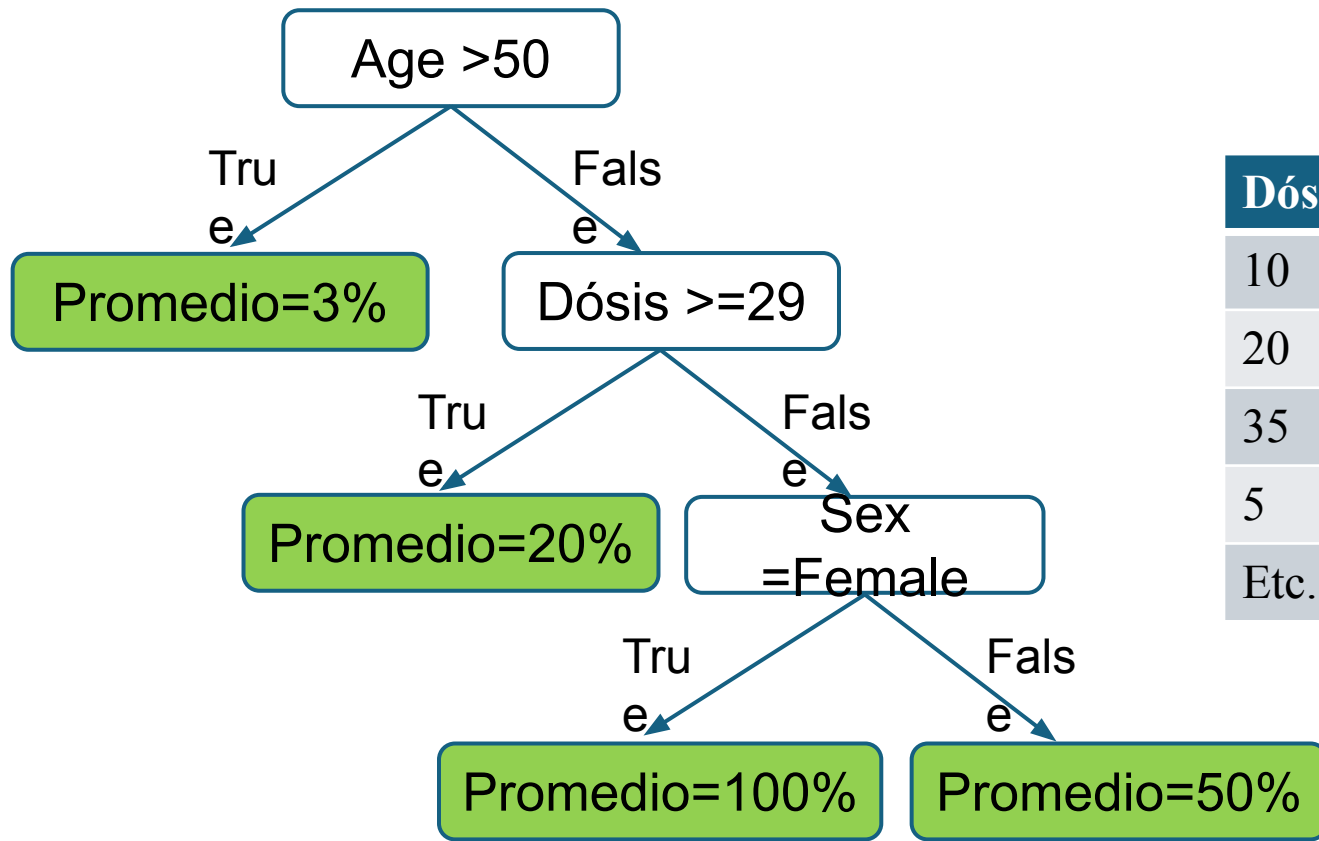 Age >50
Tru
e
Fals
e
Promedio=3%
Dósis >=29
Tru
e
Fals
e
Promedio=20%
Sex
=Female
Tru
e
Fals
e
Promedio=100%
Promedio=50%
Dós
10
20
35
5
Etc.